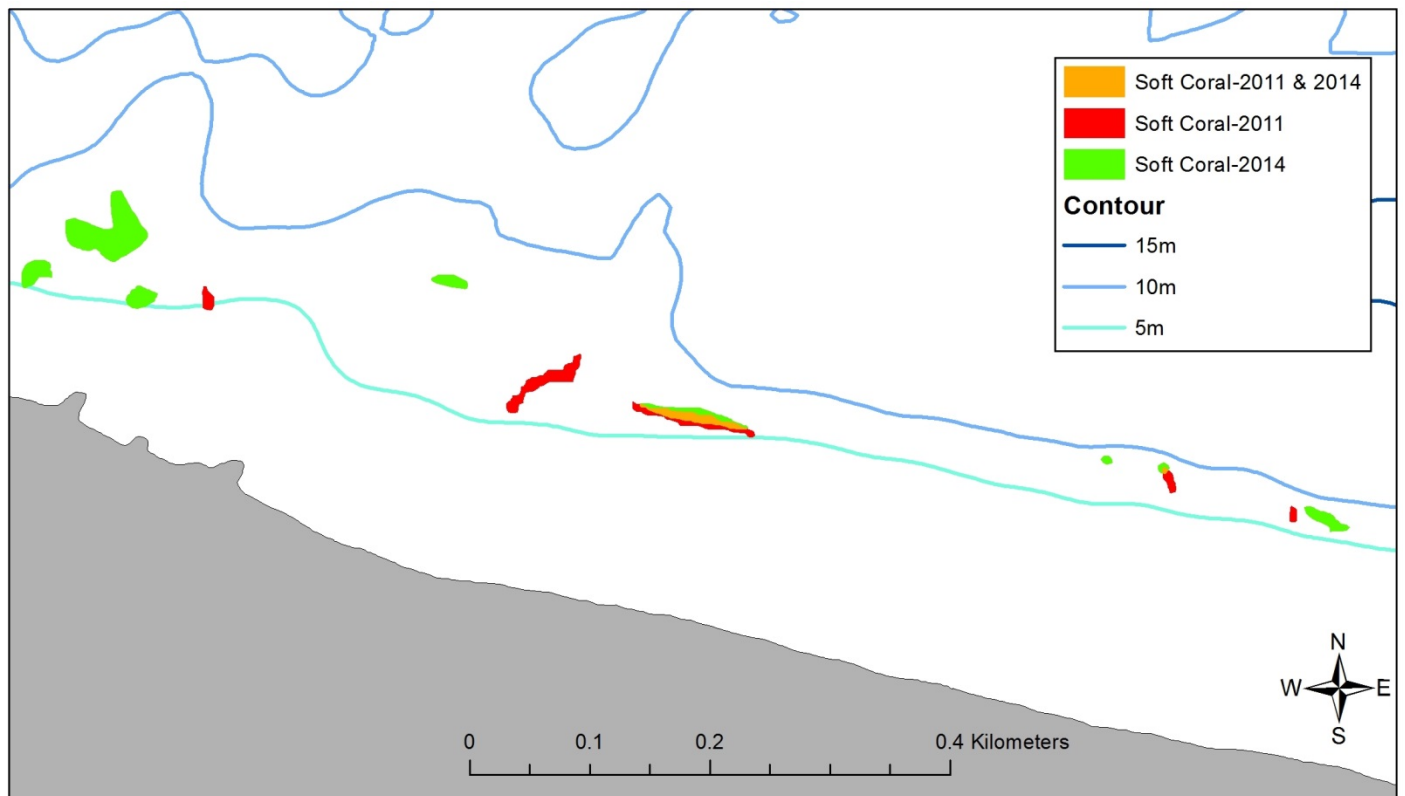 Soft Coral-2011 & 2014
Soft Coral-2011
Soft Coral-2014
Contour
15m
10m
5m
N
W E
S
0 0.1 0.2 0.4 Kilometers